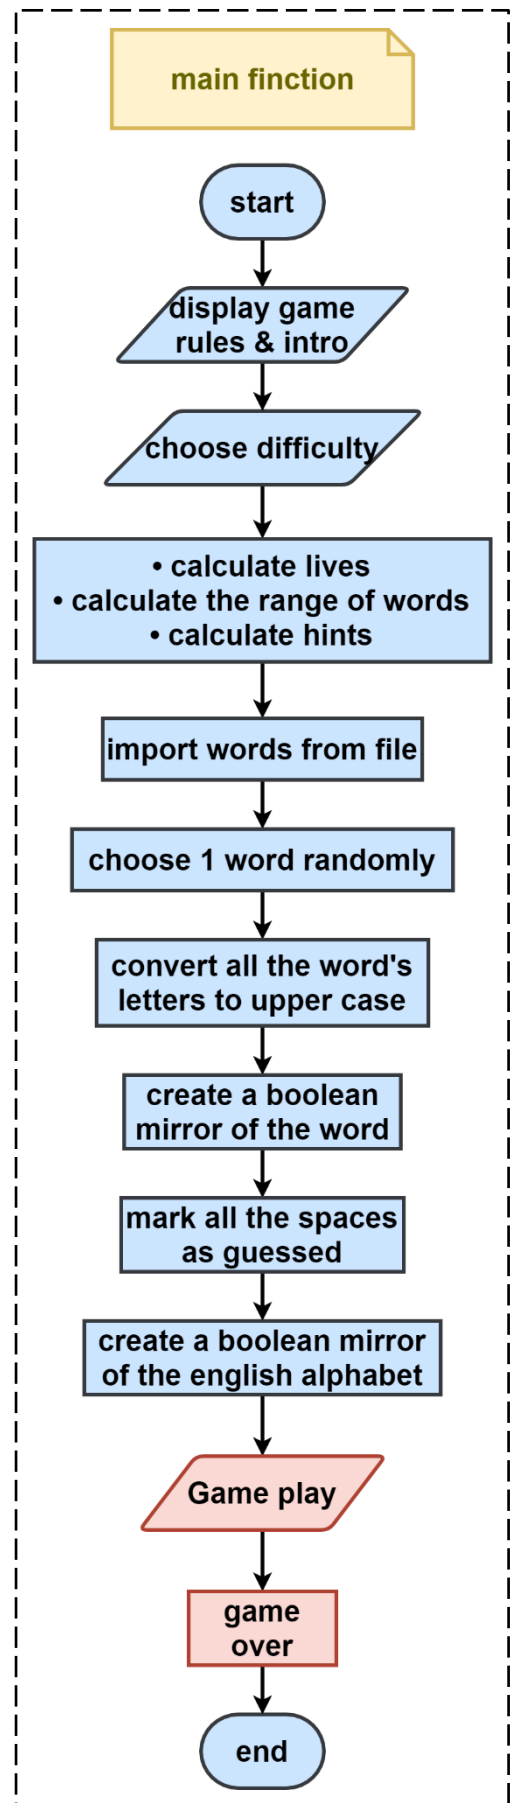 main finction
start
display game
rules & intro
choose difficulty
• calculate lives
• calculate the range of words
• calculate hints
import words from file
choose 1 word randomly
convert all the word's
letters to upper case
create a boolean
mirror of the word
mark all the spaces
as guessed
create a boolean mirror
of the english alphabet
Game play
game
over
end